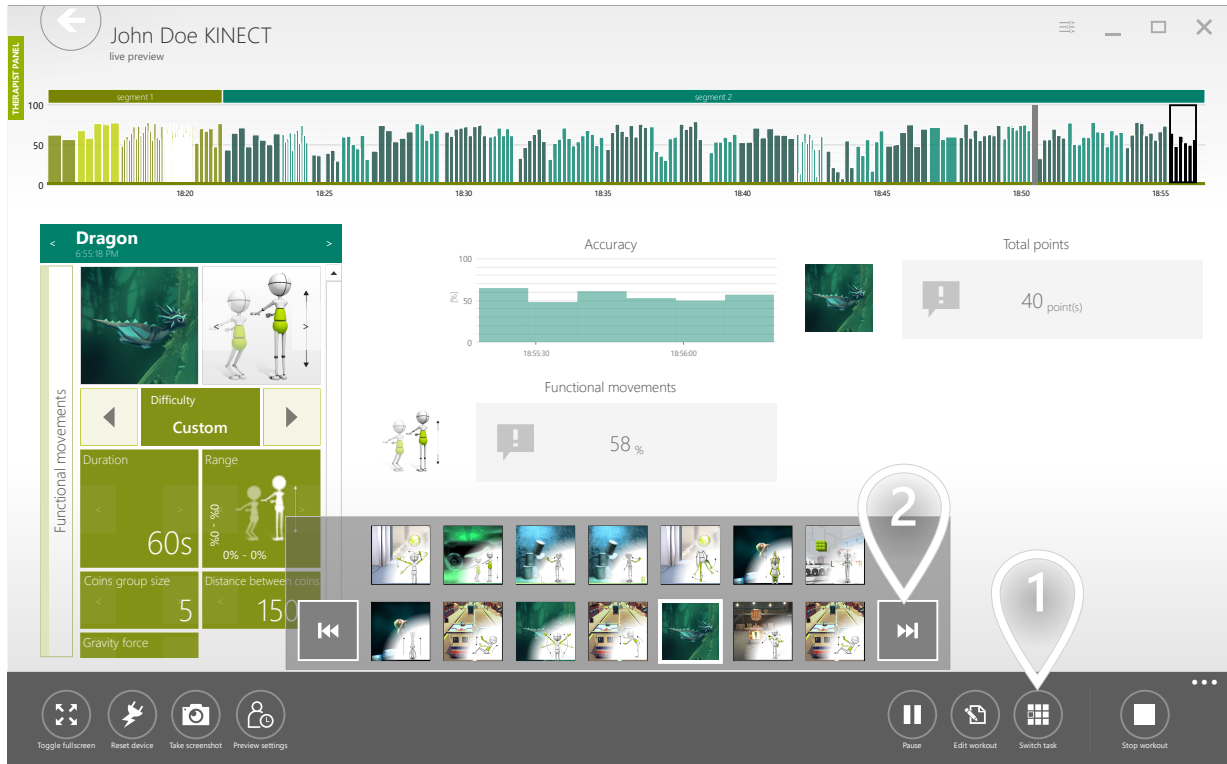 John Doe KINECT
live preview
THERAPIST PANEL
segment 1
segment 2
100
50
0
18:20
18:25
18:30
18:35
18:40
18:45
18:50
18:55
< Dragon >
6:55:18 PM
Functional movements
>
Difficulty
Custom
Duration
< >
60s
Range
>
0% - 0%
0% - 0%
Coins group size
<
5
Distance between coins
<
150
Gravity force
Accuracy
100
[%]
50
0
18:55:30
18:56:00
Total points
40 point(s)
Functional movements
58 %
2
1
Toggle fullscreen
Reset device
Take screenshot
Preview settings
Pause
Edit workout
Switch task
Stop workout